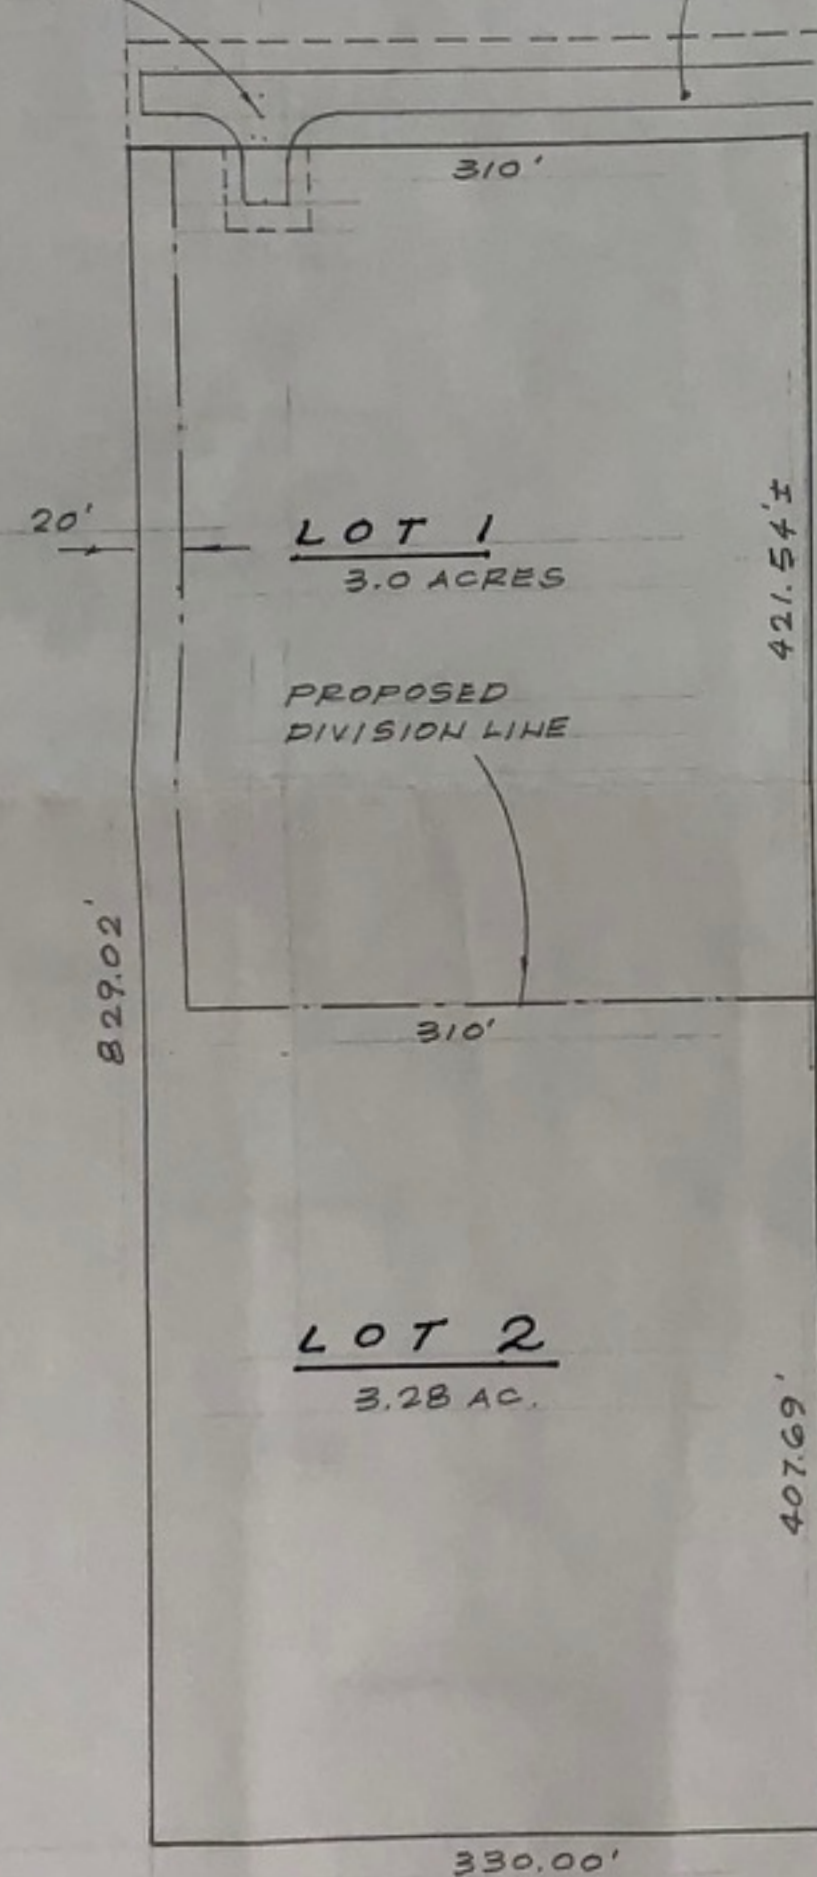 310'
20'
LOT 1
3.0 ACRES
421.54'±
PROPOSED
DIVISION LINE
829.02'
310'
LOT 2
3.28 AC.
407.69'
330.00'